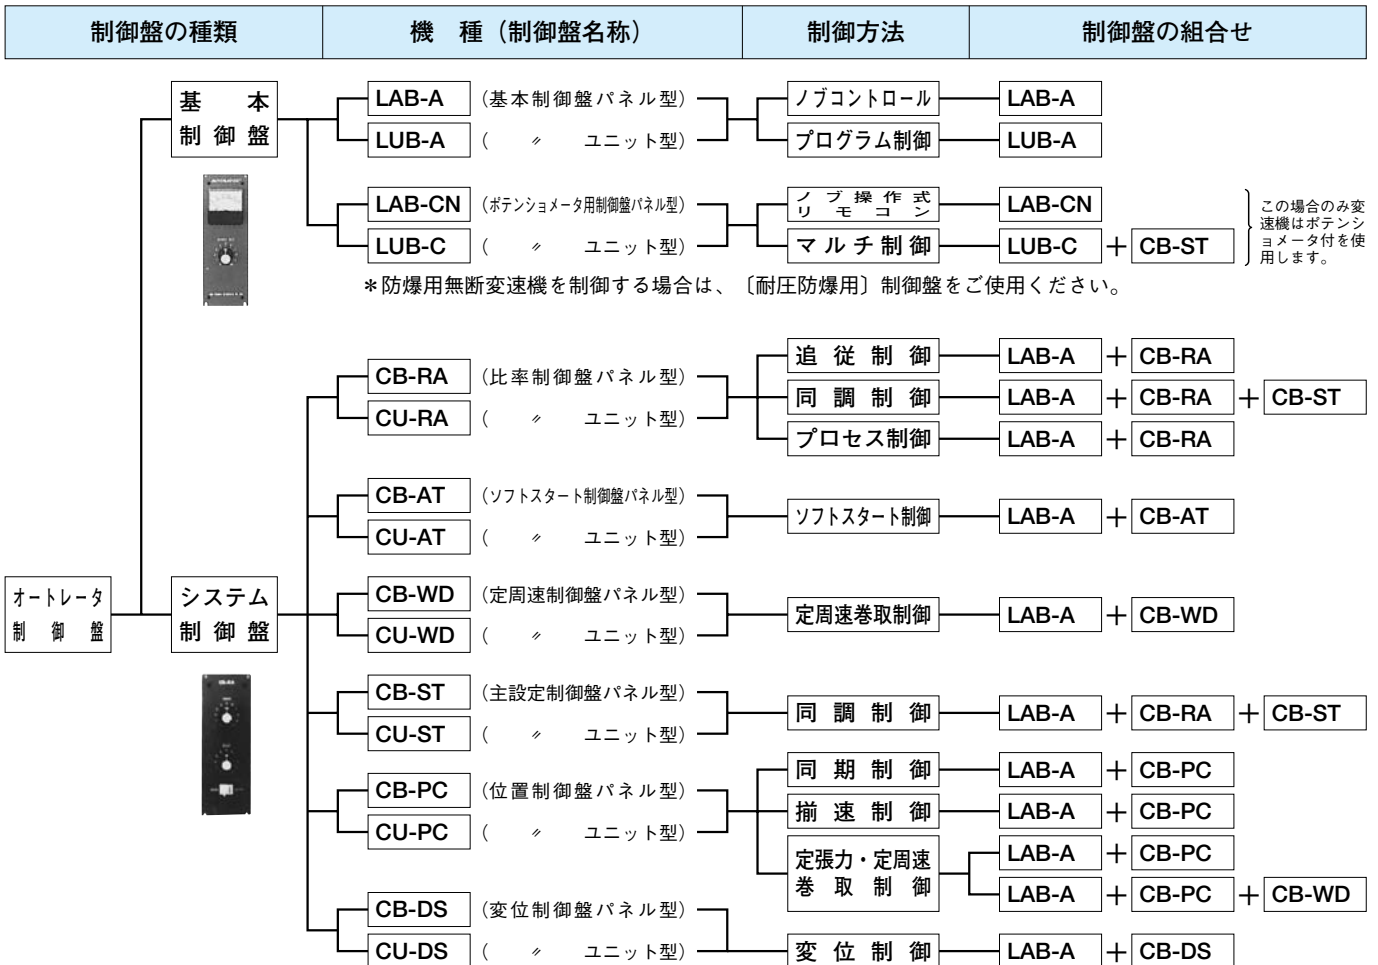 制御盤の種類 機　種（制御盤名称） 制御方法 制御盤の組合せ
基　本
制 御 盤
LAB-A （基本制御盤パネル型） ノブコントロール LAB-A
LUB-A （　〃　ユニット型） プログラム制御 LUB-A
LAB-CN （ポテンショメータ用制御盤パネル型） ノブ操作式リモコン LAB-CN
LUB-C （　〃　ユニット型） マルチ制御 LUB-C ＋ CB-ST
この場合のみ変
速機はポテンシ
ョメータ付を使
用します。
＊防爆用無断変速機を制御する場合は、〔耐圧防爆用〕制御盤をご使用ください。
オートレータ
制　御　盤
システム
制 御 盤
CB-RA
CB-RA （比率制御盤パネル型）
CU-RA （　〃　ユニット型）
追 従 制 御 LAB-A ＋ CB-RA
同 調 制 御 LAB-A ＋ CB-RA ＋ CB-ST
プロセス制御 LAB-A ＋ CB-RA
CB-AT （ソフトスタート制御盤パネル型）
CU-AT （　〃　ユニット型）
ソフトスタート制御 LAB-A ＋ CB-AT
CB-WD （定周速制御盤パネル型）
CU-WD （　〃　ユニット型）
定周速巻取制御 LAB-A ＋ CB-WD
CB-ST （主設定制御盤パネル型）
CU-ST （　〃　ユニット型）
同 調 制 御 LAB-A ＋ CB-RA ＋ CB-ST
CB-PC （位置制御盤パネル型）
CU-PC （　〃　ユニット型）
同 期 制 御 LAB-A ＋ CB-PC
揃 速 制 御 LAB-A ＋ CB-PC
定張力・定周速
巻 取 制 御
LAB-A ＋ CB-PC
LAB-A ＋ CB-PC ＋ CB-WD
CB-DS （変位制御盤パネル型）
CU-DS （　〃　ユニット型）
変 位 制 御 LAB-A ＋ CB-DS